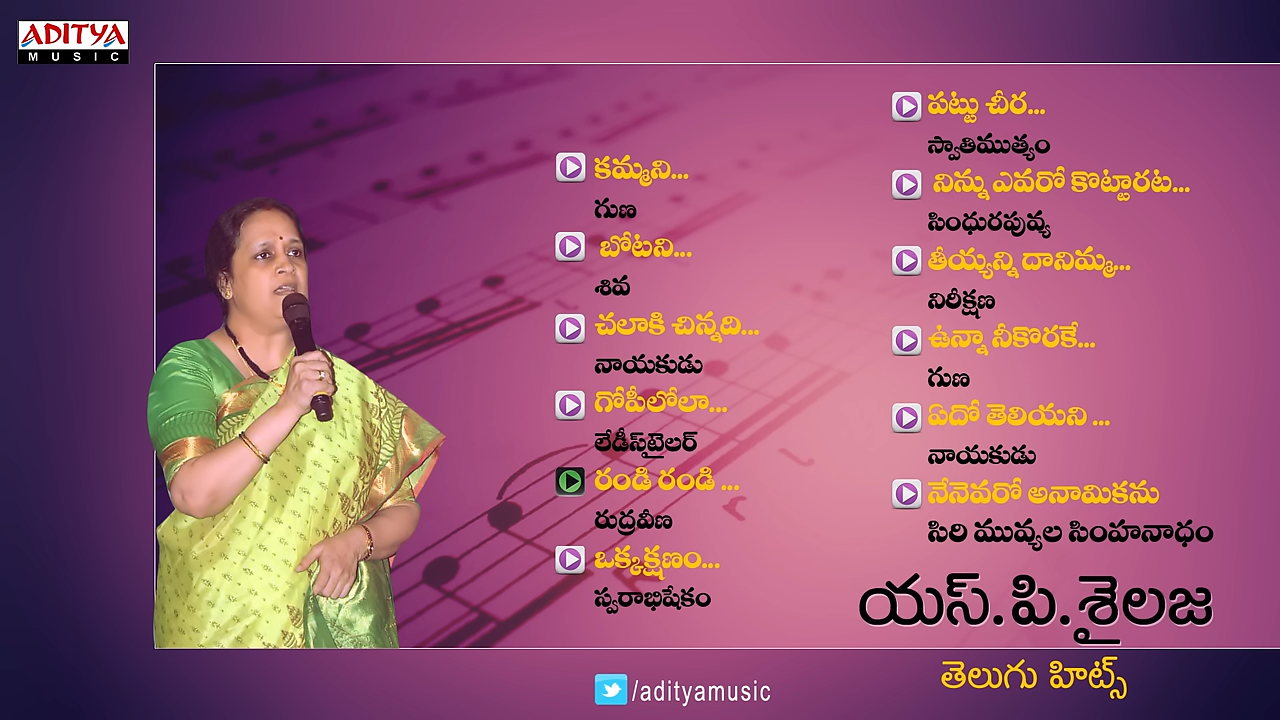 ADITYA
MUSIC
కమ్మని...
గుణ
బోటని...
శివ
చలాకి చిన్నది...
నాయకుడు
గోపీలోలా...
లేడీస్‌టైలర్
రండి రండి ...
రుద్రవీణ
ఒక్కక్షణం...
స్వరాభిషేకం
పట్టు చీర...
స్వాతిముత్యం
నిన్ను ఎవరో కొట్టారట...
సింధురపువ్వ
తీయ్యన్ని దానిమ్మ...
నిరీక్షణ
ఉన్నా నీకొరకే...
గుణ
ఏదో తెలియని ...
నాయకుడు
నేనెవరో అనామికను
సిరి మువ్వల సింహనాధం
యస్.పి.శైలజ
తెలుగు హిట్స్
/adityamusic